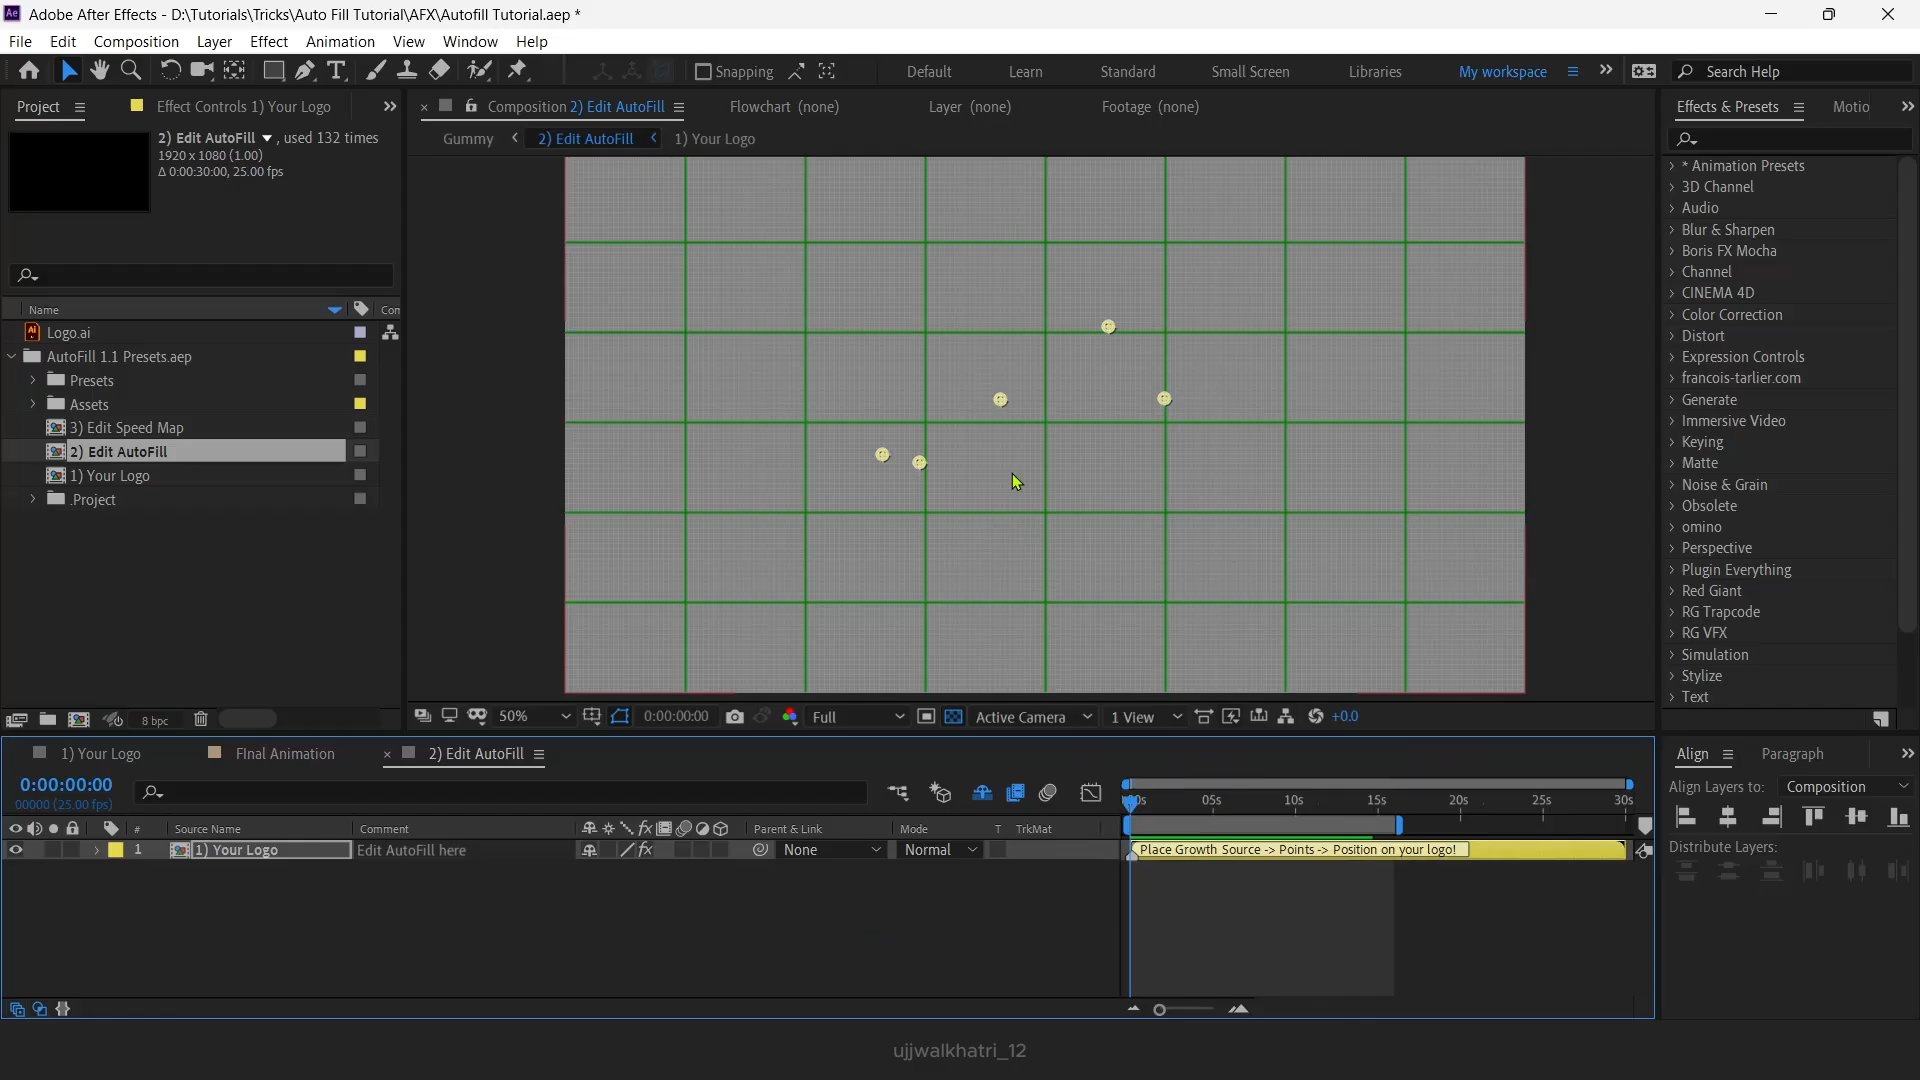 Adobe After Effects - D:\Tutorials\Tricks\Auto Fill Tutorial\AFX\Autofill Tutorial.aep *
File Edit Composition Layer Effect Animation View Window Help
Snapping Default Learn Standard Small Screen Libraries My workspace Search Help
Project Effect Controls 1) Your Logo
Composition 2) Edit AutoFill Flowchart (none) Layer (none) Footage (none)
Effects & Presets Motio
2) Edit AutoFill , used 132 times
1920 x 1080 (1.00)
Δ 0:00:30:00, 25.00 fps
Gummy 2) Edit AutoFill 1) Your Logo
Name Con
Logo.ai
AutoFill 1.1 Presets.aep
Presets
Assets
3) Edit Speed Map
2) Edit AutoFill
1) Your Logo
.Project
* Animation Presets
3D Channel
Audio
Blur & Sharpen
Boris FX Mocha
Channel
CINEMA 4D
Color Correction
Distort
Expression Controls
francois-tarlier.com
Generate
Immersive Video
Keying
Matte
Noise & Grain
Obsolete
omino
Perspective
Plugin Everything
Red Giant
RG Trapcode
RG VFX
Simulation
Stylize
Text
8 bpc
50% 0:00:00:00 Full Active Camera 1 View +0.0
1) Your Logo FInal Animation 2) Edit AutoFill
0:00:00:00
00000 (25.00 fps)
# Source Name Comment Parent & Link Mode T TrkMat
00s 05s 10s 15s 20s 25s 30s
1 1) Your Logo Edit AutoFill here None Normal
Place Growth Source -> Points -> Position on your logo!
Align Paragraph
Align Layers to: Composition
Distribute Layers:
ujjwalkhatri_12